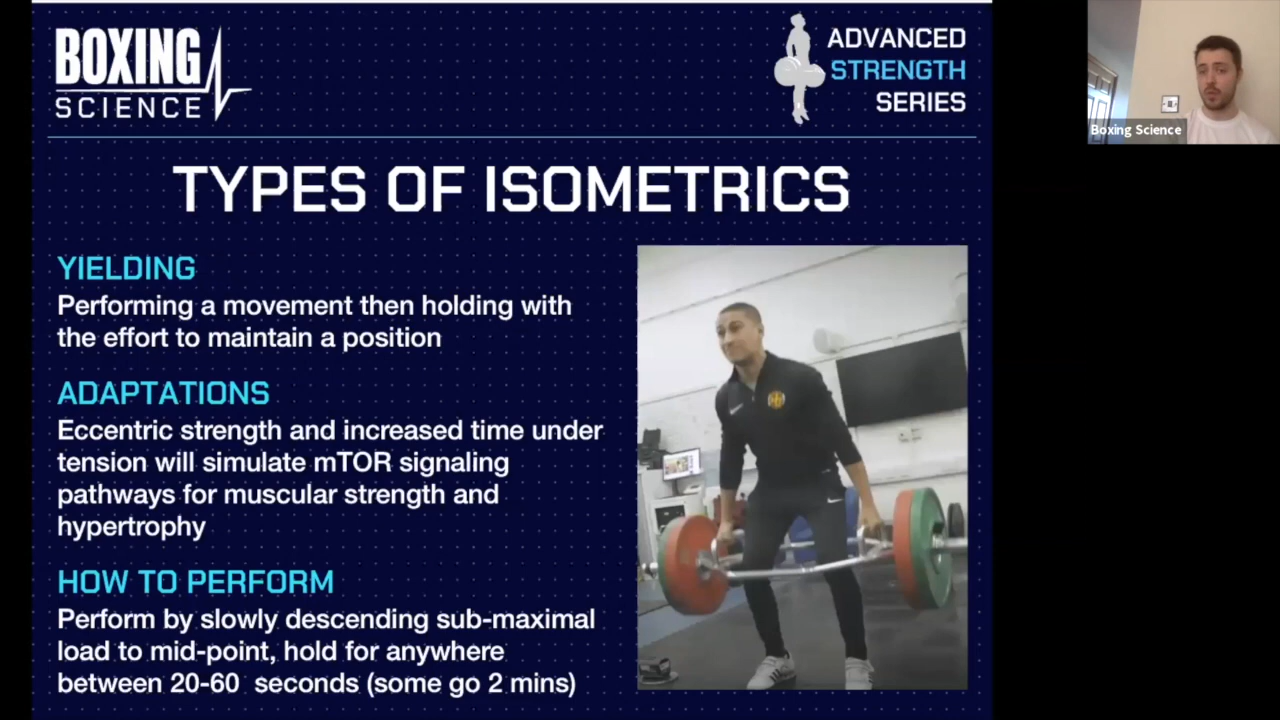 BOXING
SCIENCE
ADVANCED
STRENGTH
SERIES
TYPES OF ISOMETRICS
YIELDING
Performing a movement then holding with
the effort to maintain a position
ADAPTATIONS
Eccentric strength and increased time under
tension will simulate mTOR signaling
pathways for muscular strength and
hypertrophy
HOW TO PERFORM
Perform by slowly descending sub-maximal
load to mid-point, hold for anywhere
between 20-60 seconds (some go 2 mins)
Boxing Science